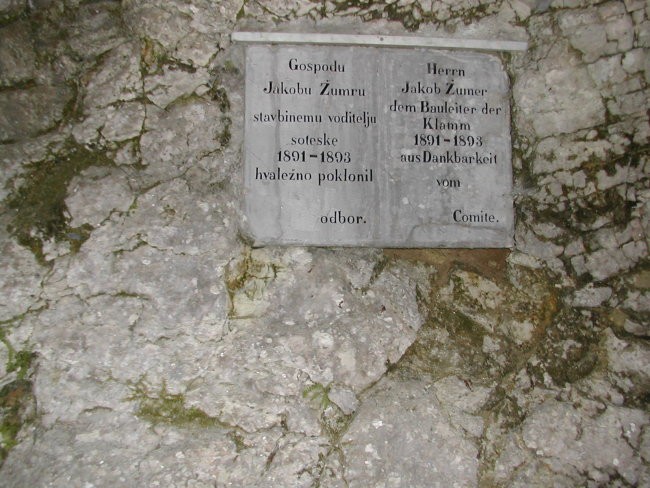 Gospodu
Jakobu Žumru
stavbinemu voditelju
soteske
1891-1893
hvaležno poklonil
odbor.
Herrn
Jakob Žumer
dem Bauleiter der
Klamm
1891-1893
aus Dankbarkeit
vom
Comite.